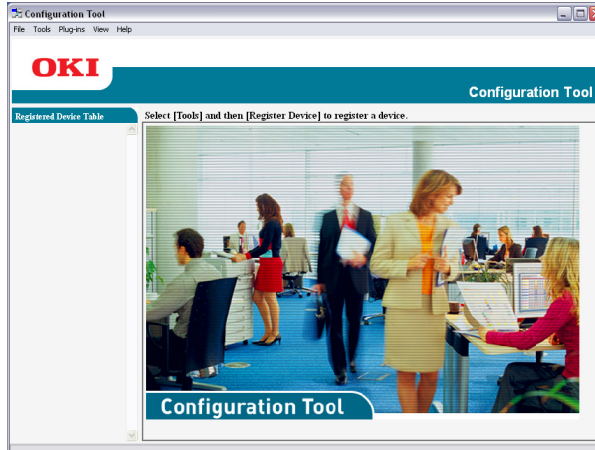 Configuration Tool
File Tools Plug-ins View Help
OKI
Configuration Tool
Registered Device Table
Select [Tools] and then [Register Device] to register a device.
Configuration Tool